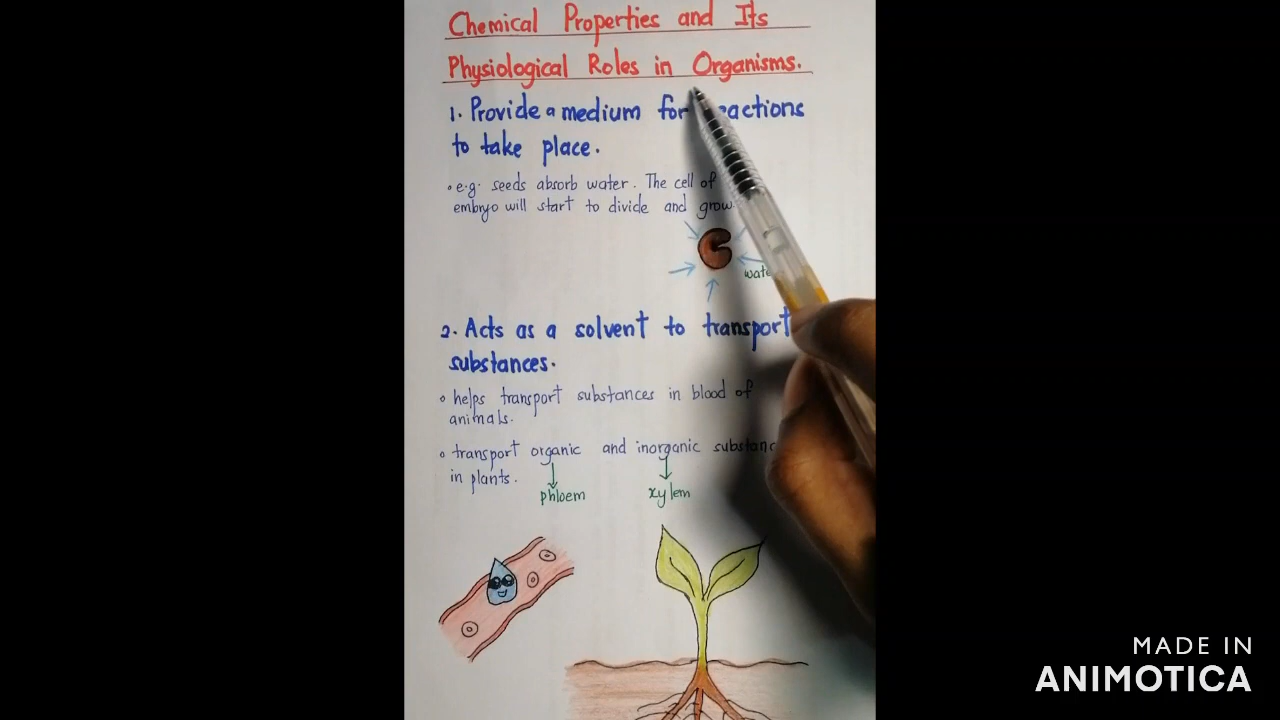 Chemical Properties and Its
Physiological Roles in Organisms.
1. Provide a medium for
to take place.
• e.g. seeds absorb water. The cell of
embryo will start to divide and grow
2. Acts as a solvent to transport
substances.
• helps transport substances in blood of
animals.
• transport organic and inorganic
in plants.
phloem xylem
MADE IN
ANIMOTICA